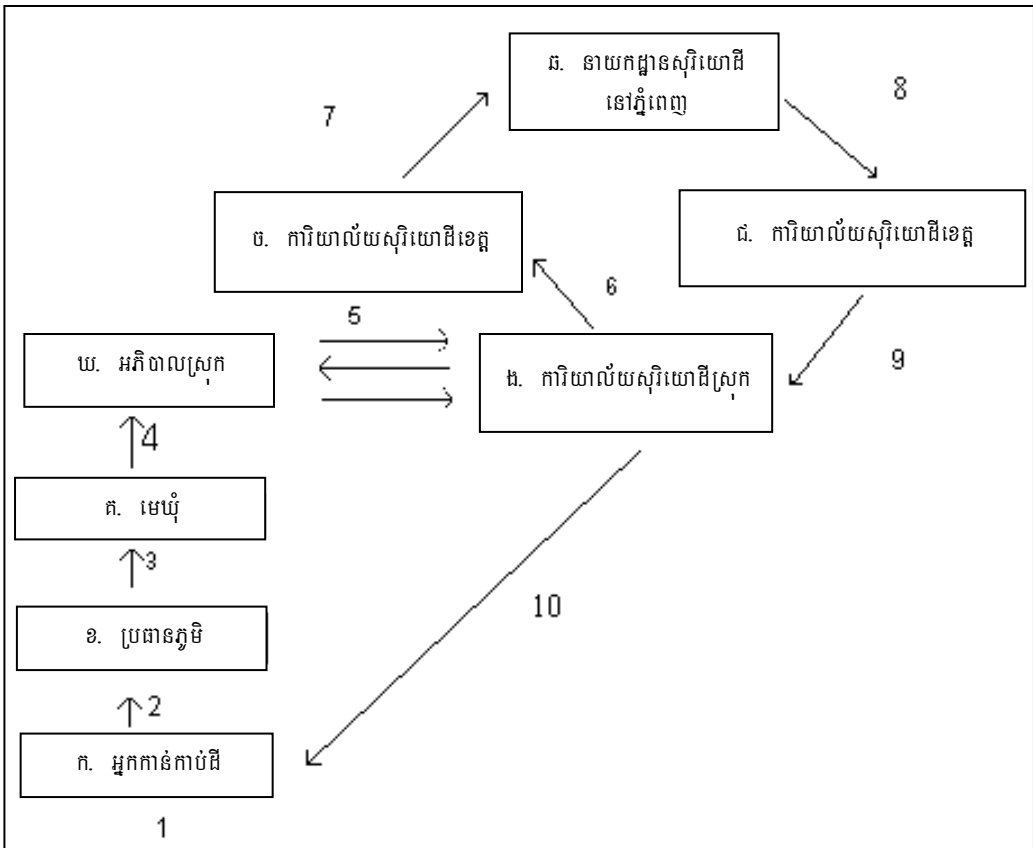 ឆ. នាយកដ្ឋានសុរិយោដី
នៅភ្នំពេញ
8
7
ច. ការិយាល័យសុរិយោដីខេត្ត
ជ. ការិយាល័យសុរិយោដីខេត្ត
6
5
9
ឃ. អភិបាលស្រុក
ង. ការិយាល័យសុរិយោដីស្រុក
4
គ. មេឃុំ
3
10
ខ. ប្រធានភូមិ
2
ក. អ្នកកាន់កាប់ដី
1